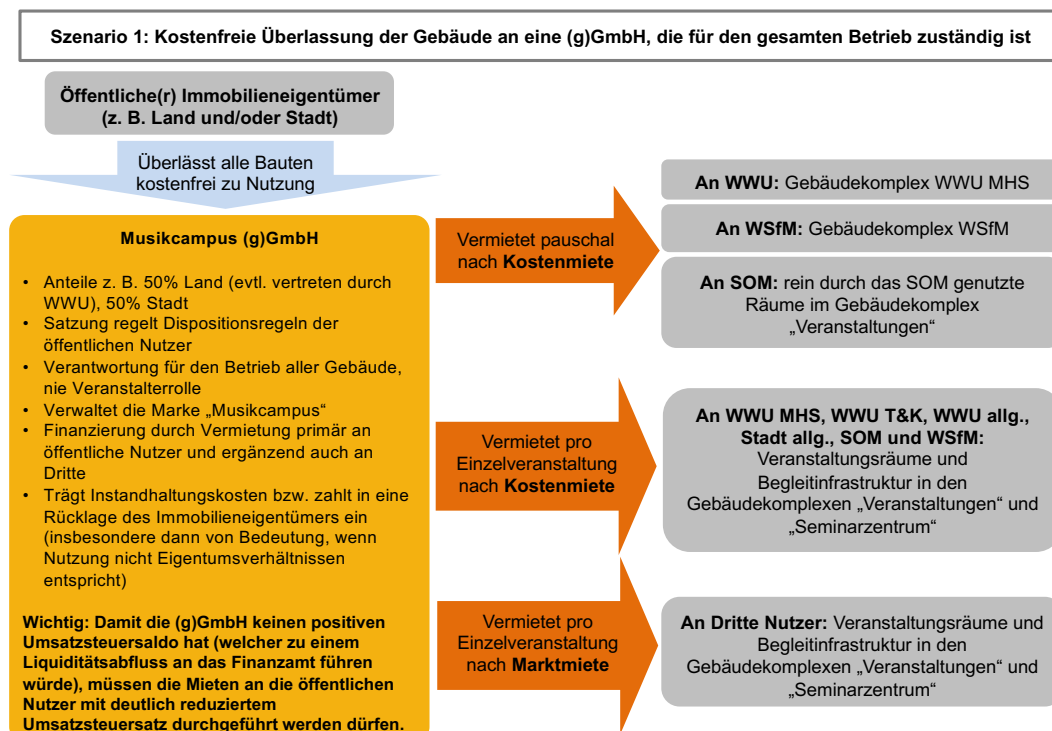 Szenario 1: Kostenfreie Überlassung der Gebäude an eine (g)GmbH, die für den gesamten Betrieb zuständig ist
Öffentliche(r) Immobilieneigentümer
(z. B. Land und/oder Stadt)
Überlässt alle Bauten
kostenfrei zu Nutzung
Musikcampus (g)GmbH
• Anteile z. B. 50% Land (evtl. vertreten durch
WWU), 50% Stadt
• Satzung regelt Dispositionsregeln der
öffentlichen Nutzer
• Verantwortung für den Betrieb aller Gebäude,
nie Veranstalterrolle
• Verwaltet die Marke „Musikcampus“
• Finanzierung durch Vermietung primär an
öffentliche Nutzer und ergänzend auch an
Dritte
• Trägt Instandhaltungskosten bzw. zahlt in eine
Rücklage des Immobilieneigentümers ein
(insbesondere dann von Bedeutung, wenn
Nutzung nicht Eigentumsverhältnissen
entspricht)
Wichtig: Damit die (g)GmbH keinen positiven
Umsatzsteuersaldo hat (welcher zu einem
Liquiditätsabfluss an das Finanzamt führen
würde), müssen die Mieten an die öffentlichen
Nutzer mit deutlich reduziertem
Umsatzsteuersatz durchgeführt werden dürfen.
Vermietet pauschal
nach Kostenmiete
An WWU: Gebäudekomplex WWU MHS
An WSfM: Gebäudekomplex WSfM
An SOM: rein durch das SOM genutzte
Räume im Gebäudekomplex
„Veranstaltungen“
Vermietet pro
Einzelveranstaltung
nach Kostenmiete
An WWU MHS, WWU T&K, WWU allg.,
Stadt allg., SOM und WSfM:
Veranstaltungsräume und
Begleitinfrastruktur in den
Gebäudekomplexen „Veranstaltungen“ und
„Seminarzentrum“
Vermietet pro
Einzelveranstaltung
nach Marktmiete
An Dritte Nutzer: Veranstaltungsräume und
Begleitinfrastruktur in den
Gebäudekomplexen „Veranstaltungen“ und
„Seminarzentrum“